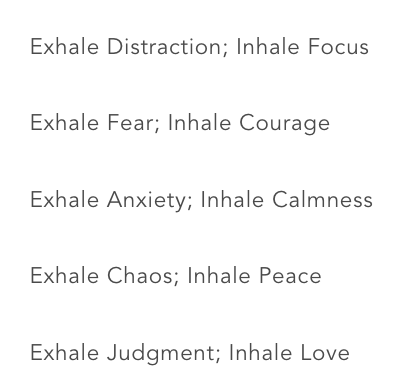 Exhale Distraction; Inhale Focus
Exhale Fear; Inhale Courage
Exhale Anxiety; Inhale Calmness
Exhale Chaos; Inhale Peace
Exhale Judgment; Inhale Love